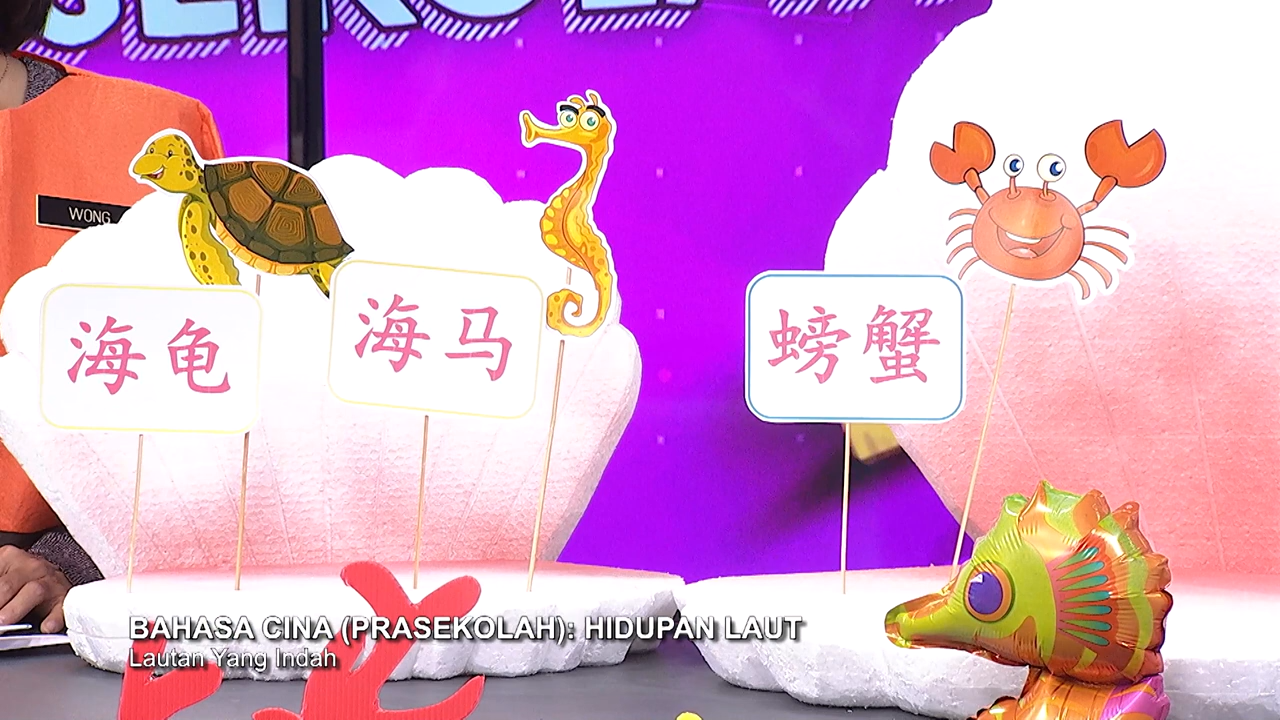 WONG
海龟
海马
螃蟹
BAHASA CINA (PRASEKOLAH): HIDUPAN LAUT
Lautan Yang Indah